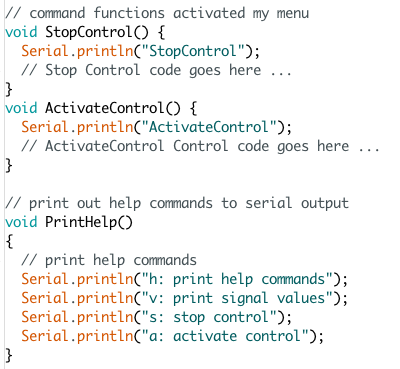 // command functions activated my menu
void StopControl() {
  Serial.println("StopControl");
  // Stop Control code goes here ...
}
void ActivateControl() {
  Serial.println("ActivateControl");
  // ActivateControl Control code goes here ...
}

// print out help commands to serial output
void PrintHelp()
{
  // print help commands
  Serial.println("h: print help commands");
  Serial.println("v: print signal values");
  Serial.println("s: stop control");
  Serial.println("a: activate control");
}